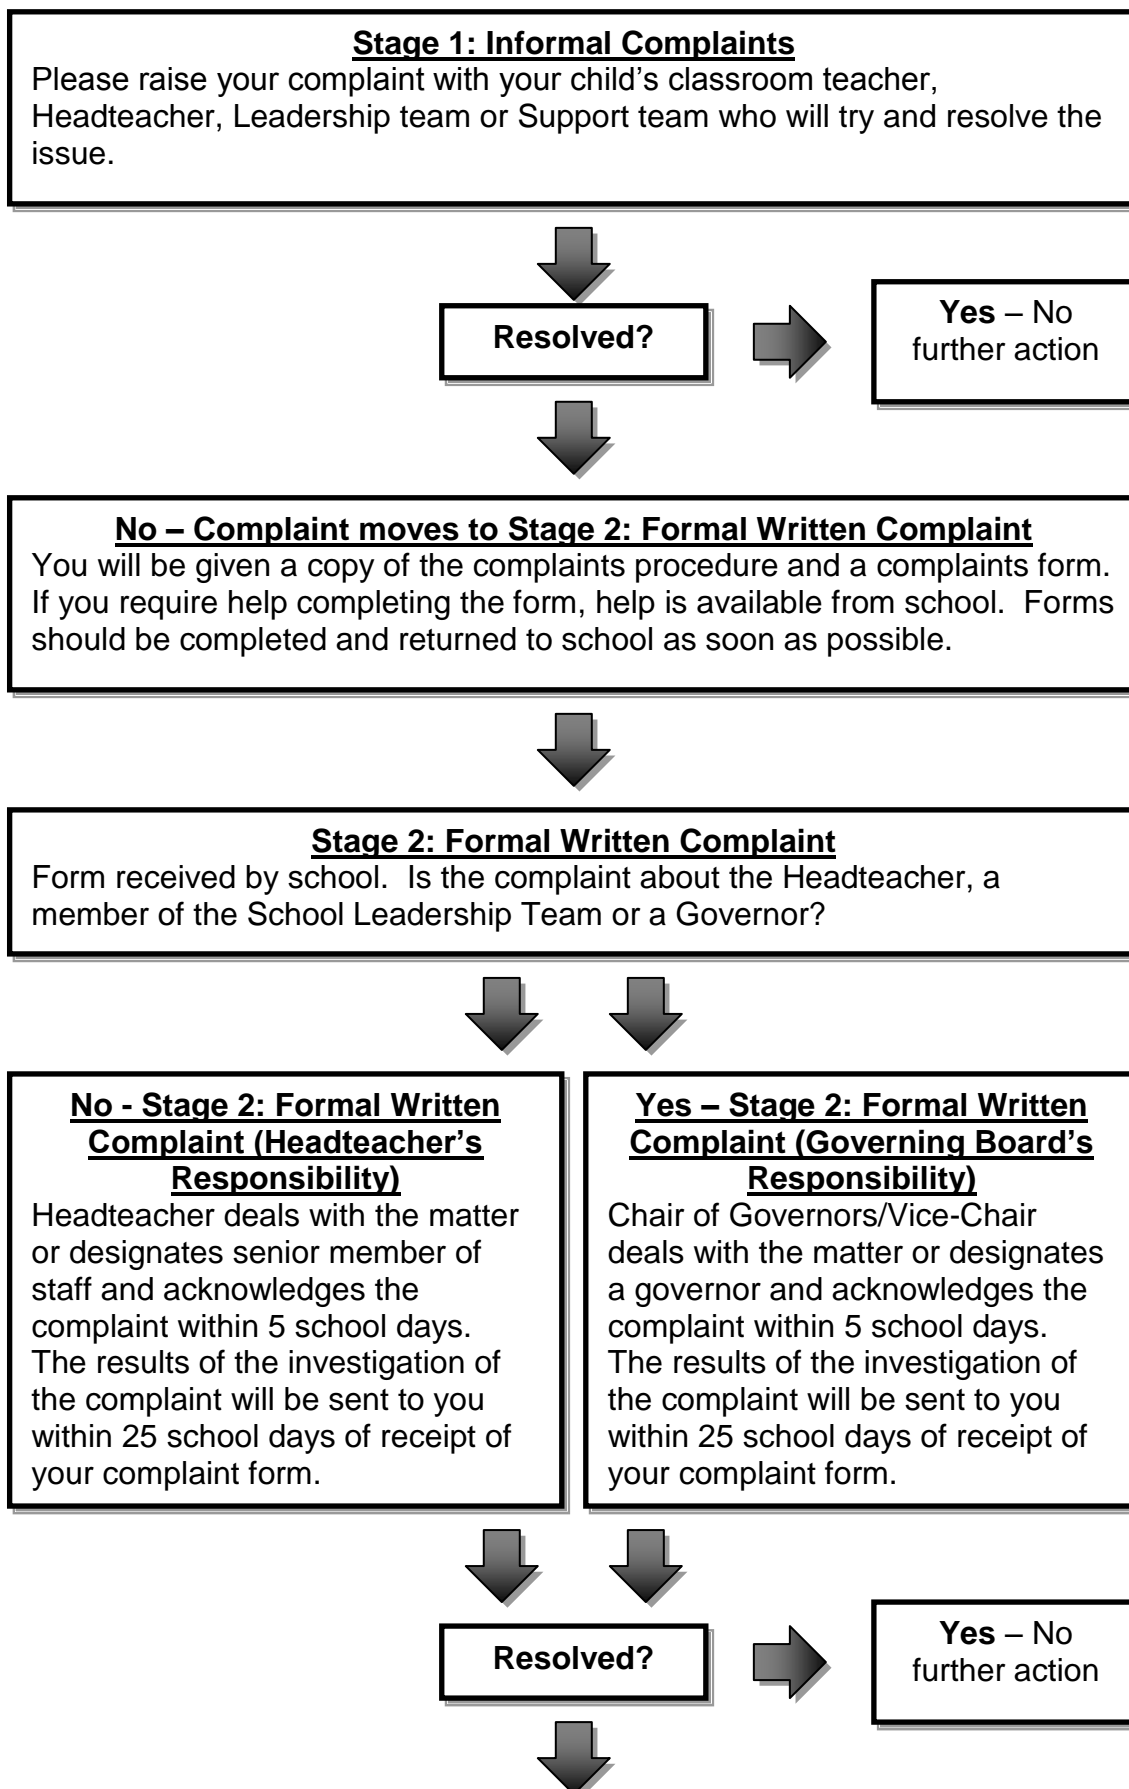 Stage 1: Informal Complaints
Please raise your complaint with your child’s classroom teacher,
Headteacher, Leadership team or Support team who will try and resolve the
issue.
Resolved?
Yes – No
further action
No – Complaint moves to Stage 2: Formal Written Complaint
You will be given a copy of the complaints procedure and a complaints form.
If you require help completing the form, help is available from school.  Forms
should be completed and returned to school as soon as possible.
Stage 2: Formal Written Complaint
Form received by school.  Is the complaint about the Headteacher, a
member of the School Leadership Team or a Governor?
No - Stage 2: Formal Written
Complaint (Headteacher’s
Responsibility)
Headteacher deals with the matter
or designates senior member of
staff and acknowledges the
complaint within 5 school days.
The results of the investigation of
the complaint will be sent to you
within 25 school days of receipt of
your complaint form.
Yes – Stage 2: Formal Written
Complaint (Governing Board’s
Responsibility)
Chair of Governors/Vice-Chair
deals with the matter or designates
a governor and acknowledges the
complaint within 5 school days.
The results of the investigation of
the complaint will be sent to you
within 25 school days of receipt of
your complaint form.
Resolved?
Yes – No
further action